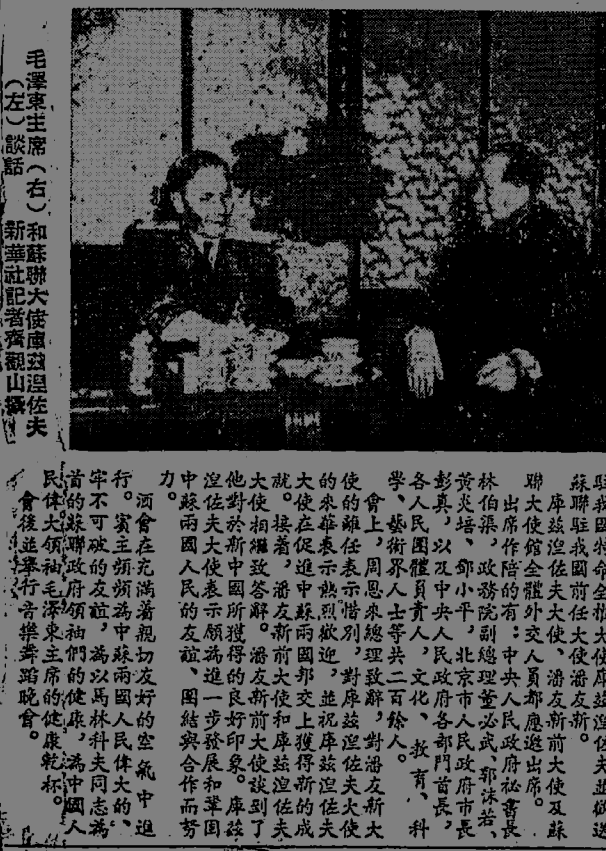 毛澤東主席(右)和蘇聯大使庫茲湼佐夫
(左)談話 新華社記者齊觀山攝
駐我國特命全權大使庫茲湼佐夫並歡送
蘇聯駐我國前任大使潘友新。
庫茲湼佐夫大使、潘友新前大使及蘇
聯大使館全體外交人員都應邀出席。
出席作陪的有:中央人民政府祕書長
林伯渠,政務院副總理董必武、郭沫若、
黃炎培、鄧小平,北京市人民政府市長
彭真,以及中央人民政府各部門首長,
各人民團體負責人,文化、教育、科
學、藝術界人士等共二百餘人。
會上,周恩來總理致辭,對潘友新大
使的離任表示惜別,對庫茲湼佐夫大使
的來華表示熱烈歡迎,並祝庫茲湼佐夫
大使在促進中蘇兩國邦交上獲得新的成
就。接着,潘友新前大使和庫茲湼佐夫
大使相繼致答辭。潘友新前大使談到了
他對於新中國所獲得的良好印象。庫茲
湼佐夫大使表示願為進一步發展和鞏固
中蘇兩國人民的友誼、團結與合作而努
力。
酒會在充滿着親切友好的空氣中進
行。賓主頻頻為中蘇兩國人民偉大的、
牢不可破的友誼,為以馬林科夫同志為
首的蘇聯政府領袖們的健康,為中國人
民偉大領袖毛澤東主席的健康乾杯。
會後並舉行音樂舞蹈晚會。